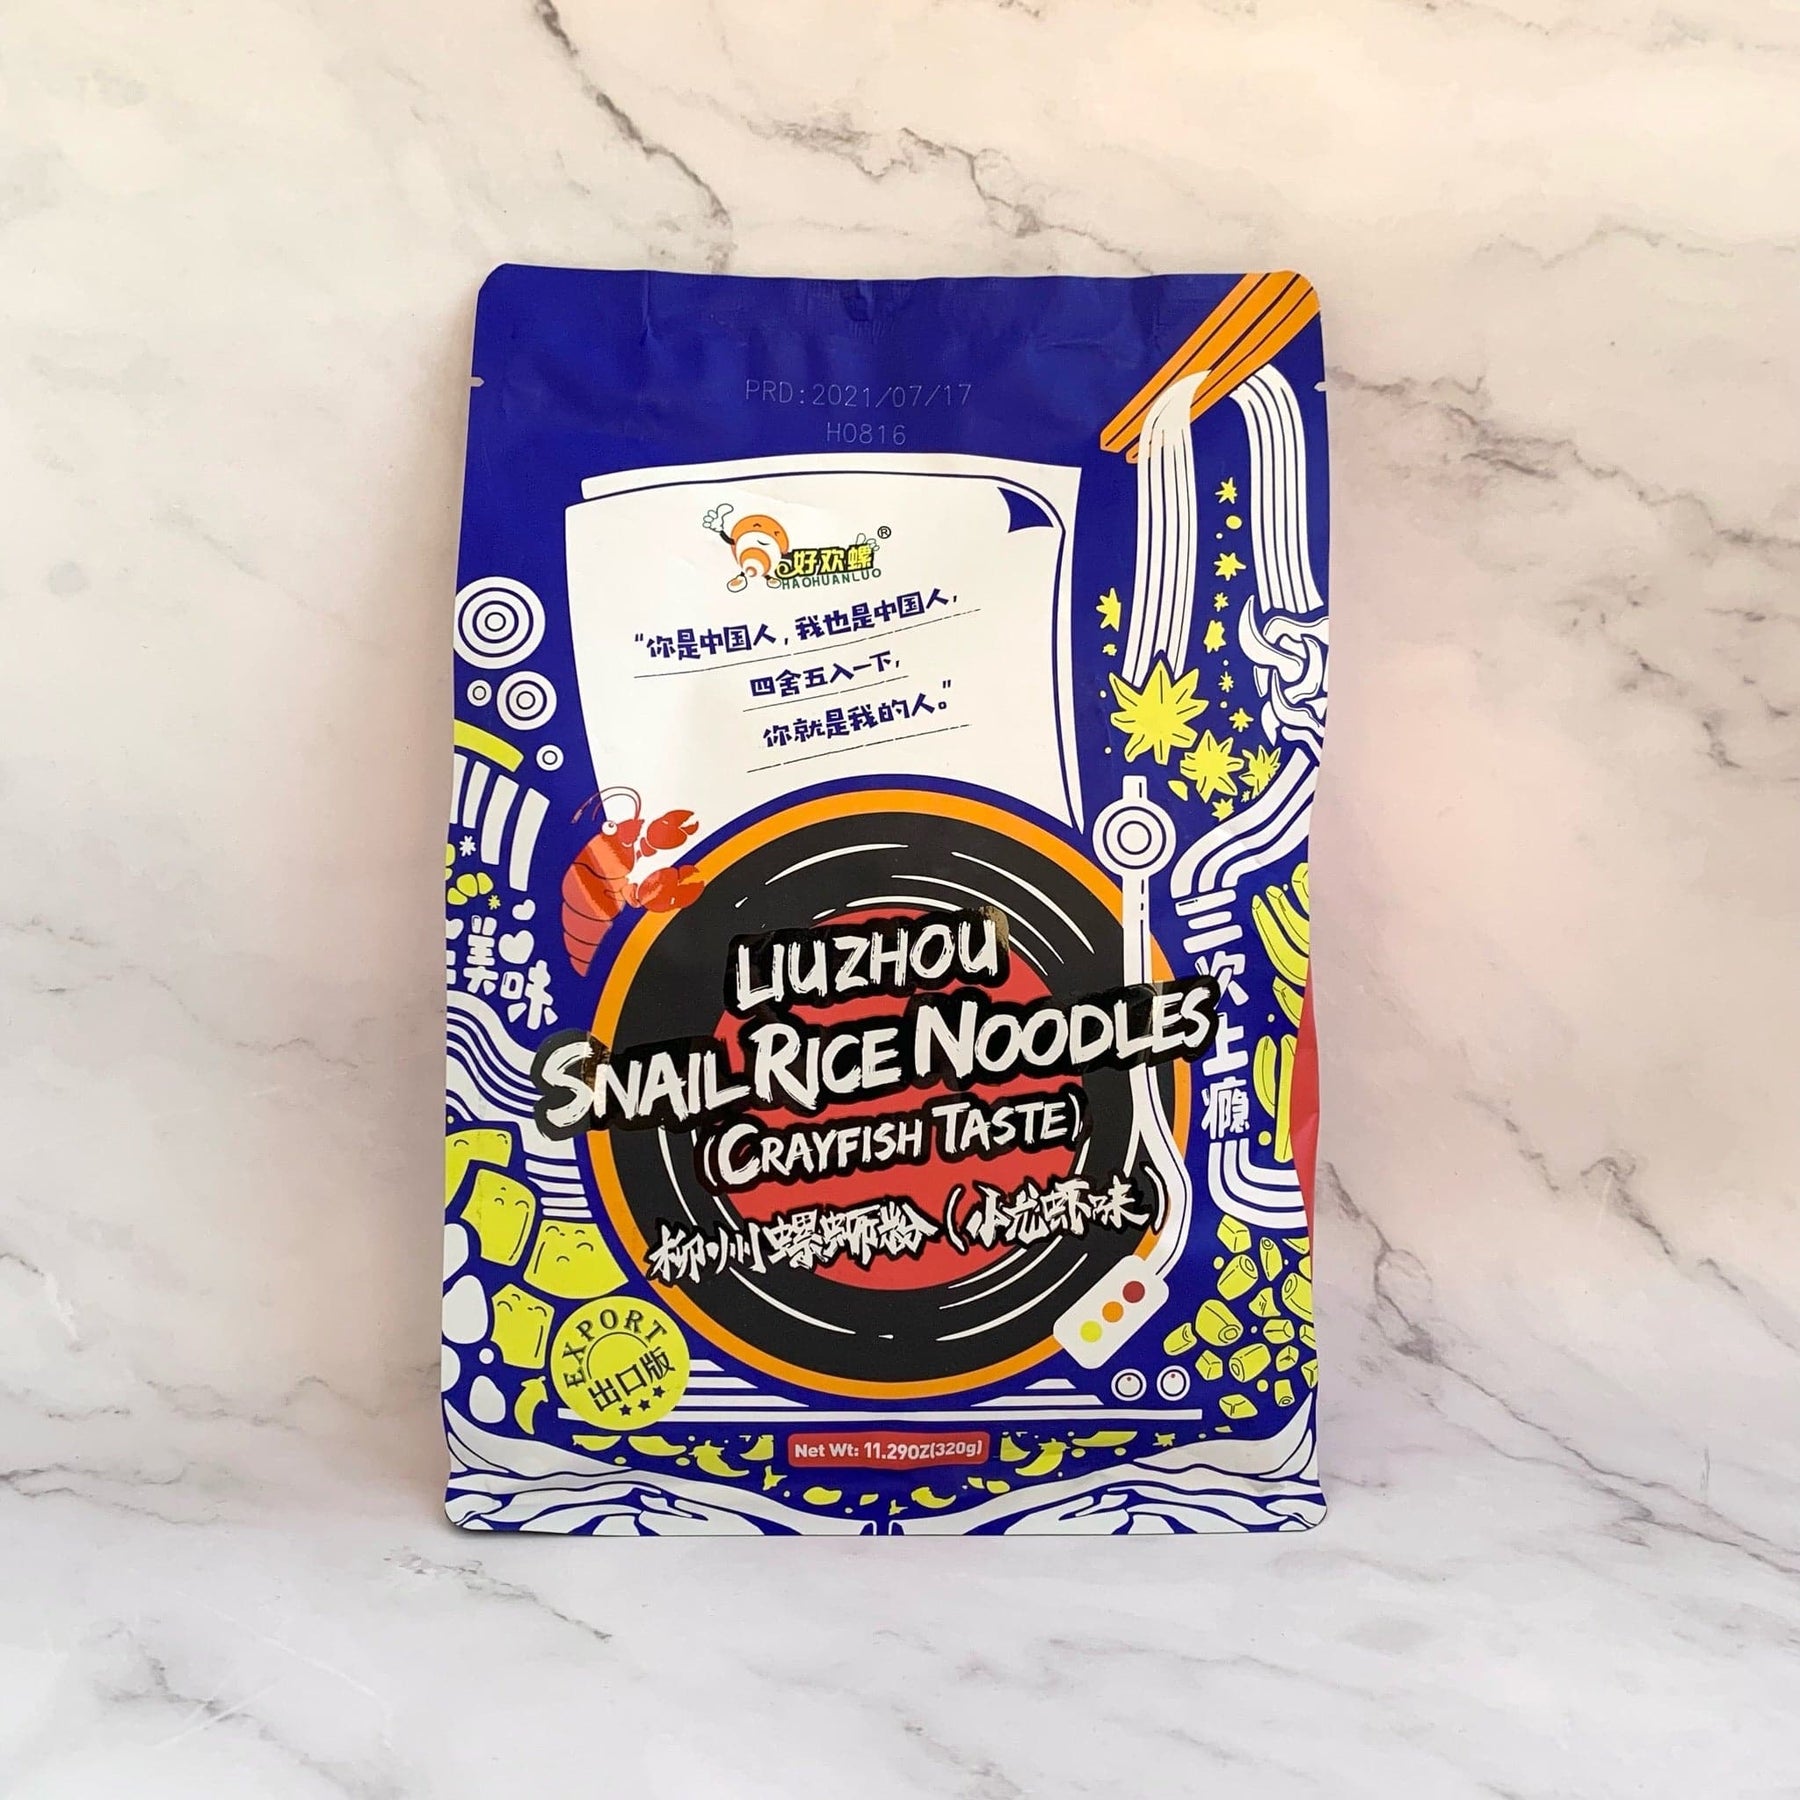 PRD:2021/07/17
H0816
好欢螺®
HAOHUANLUO
“你是中国人，我也是中国人，
四舍五入一下，
你就是我的人。”
美味
三次上瘾
LIUZHOU
SNAIL RICE NOODLES
(CRAYFISH TASTE)
柳州螺蛳粉（小龙虾味）
EXPORT
出口版
Net Wt: 11.29OZ(320g)